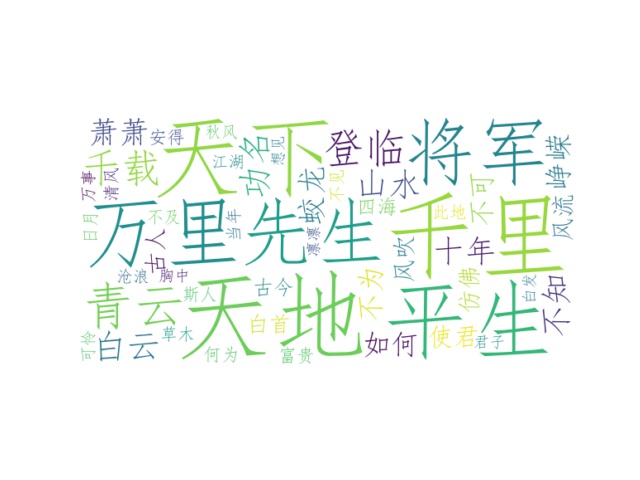 萧萧
安得
秋风
天下
登临
将军
千载
江湖
想见
功名
万事
清风
蛟龙
不见
山水
峥嵘
日月
不及
当年
四海
此地
不可
风流
万里
先生
千里
古人
凛凛
风吹
十年
沧浪
胸中
青云
斯人
天地
古今
不为
仿佛
平生
白发
不知
白首
白云
草木
如何
使君
君子
可怜
何为
富贵